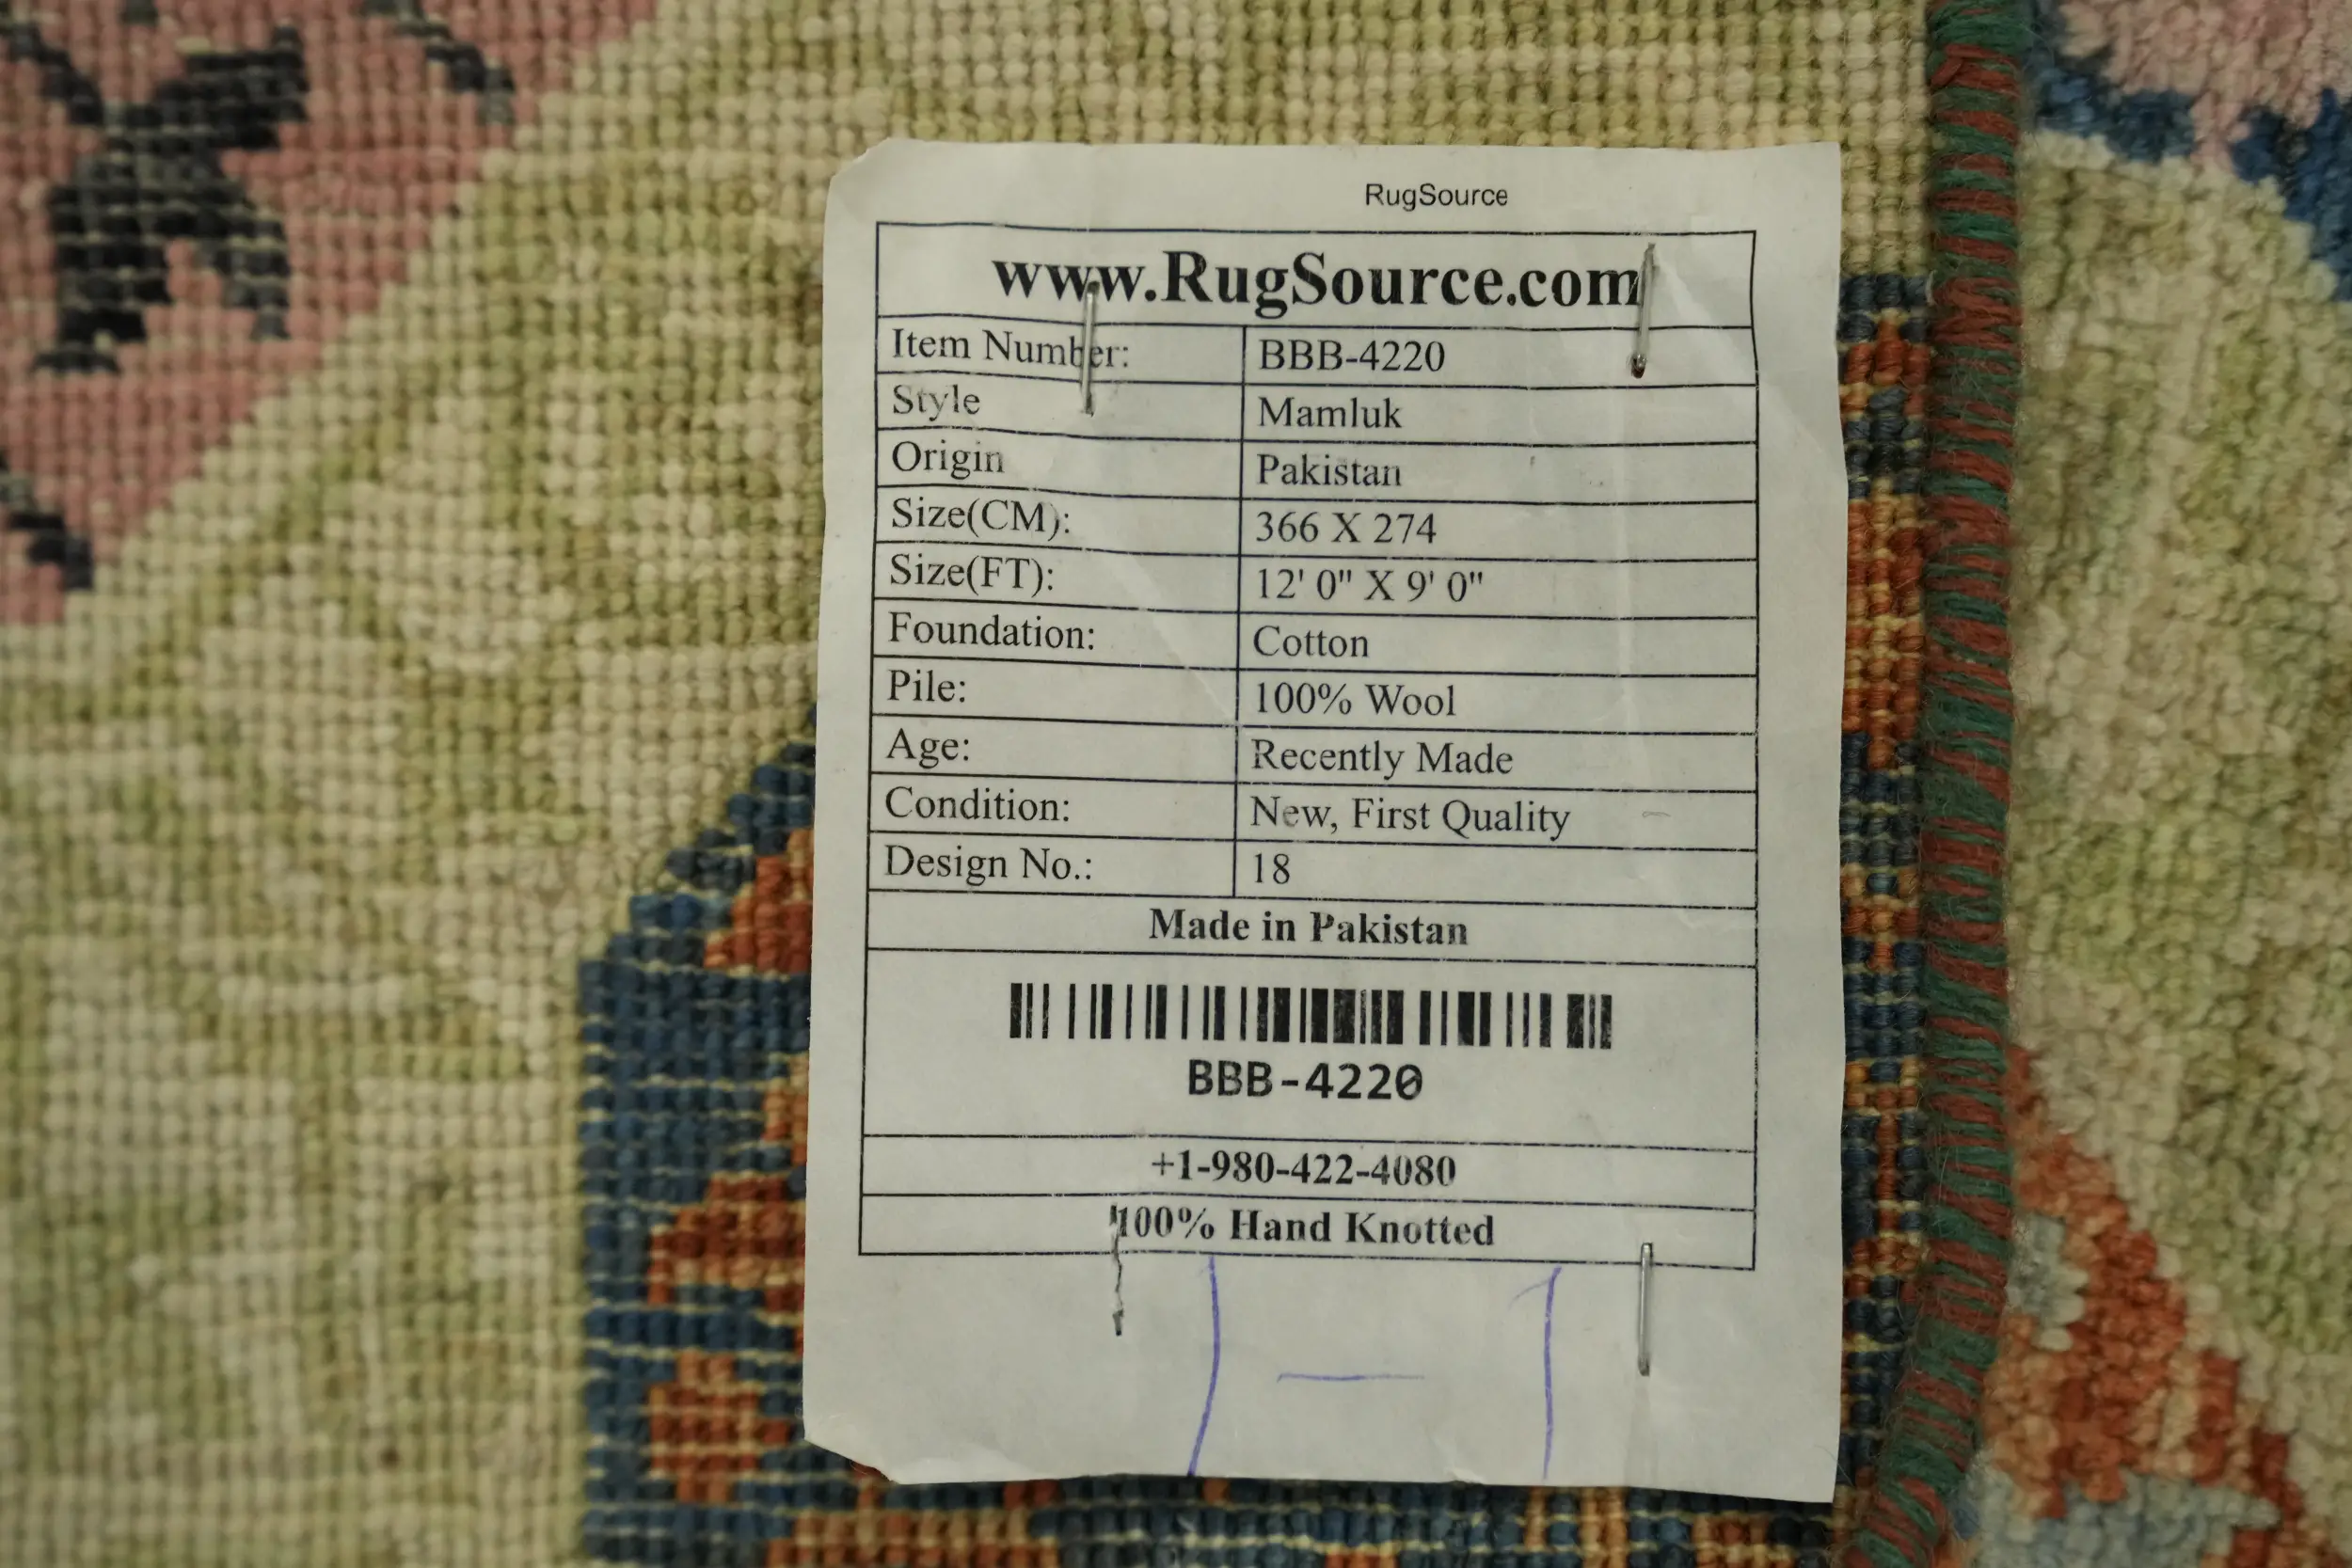 RugSource
www.RugSource.com
Item Number: BBB-4220
Style Mamluk
Origin Pakistan
Size(CM): 366 X 274
Size(FT): 12' 0" X 9' 0"
Foundation: Cotton
Pile: 100% Wool
Age: Recently Made
Condition: New, First Quality
Design No.: 18
Made in Pakistan
BBB-4220
+1-980-422-4080
100% Hand Knotted
1 - 1